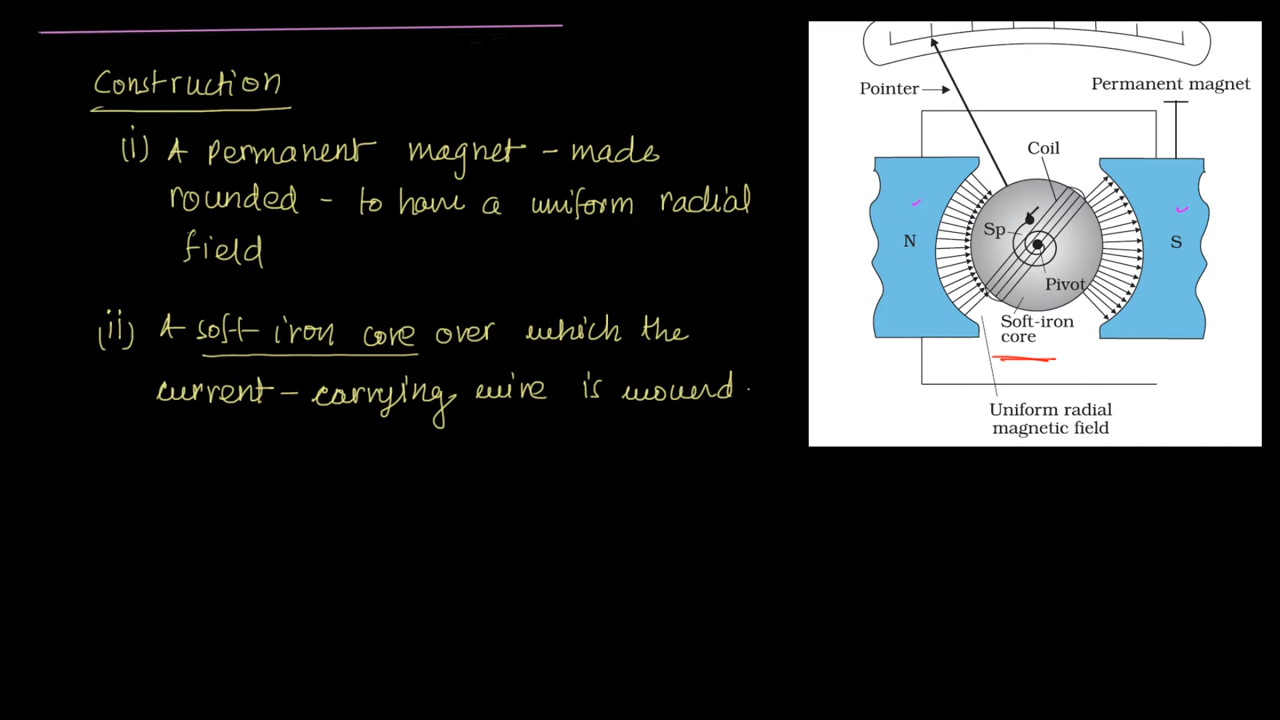 Construction
(i) A permanent magnet - made
rounded - to have a uniform radial
field
(ii) A soft iron core over which the
current - carrying wire is wound.
Pointer
Permanent magnet
Coil
Sp
N
S
Pivot
Soft-iron
core
Uniform radial
magnetic field